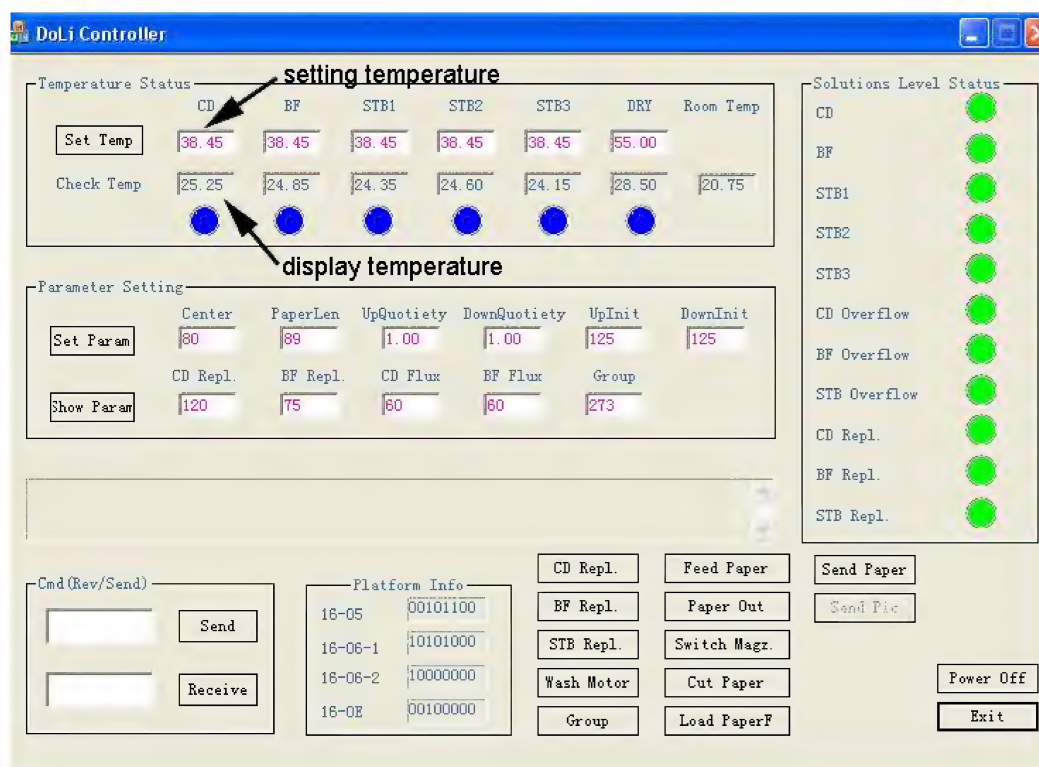 DoLi Controller
setting temperature
Temperature Status
CD BF STB1 STB2 STB3 DRY Room Temp
Set Temp 38.45 38.45 38.45 38.45 38.45 55.00
Check Temp 25.25 24.85 24.35 24.60 24.15 28.50 20.75
display temperature
Parameter Setting
Center PaperLen UpQuotiety DownQuotiety UpInit DownInit
Set Param 80 89 1.00 1.00 125 125
CD Repl. BF Repl. CD Flux BF Flux Group
Show Param 120 75 60 60 273
Solutions Level Status
CD
BF
STB1
STB2
STB3
CD Overflow
BF Overflow
STB Overflow
CD Repl.
BF Repl.
STB Repl.
Cmd(Rev/Send)
Send
Receive
Platform Info
16-05 00101100
16-06-1 10101000
16-06-2 10000000
16-0E 00100000
CD Repl. Feed Paper
BF Repl. Paper Out
STB Repl. Switch Magz.
Wash Motor Cut Paper
Group Load PaperF
Send Paper
Send Pic
Power Off
Exit